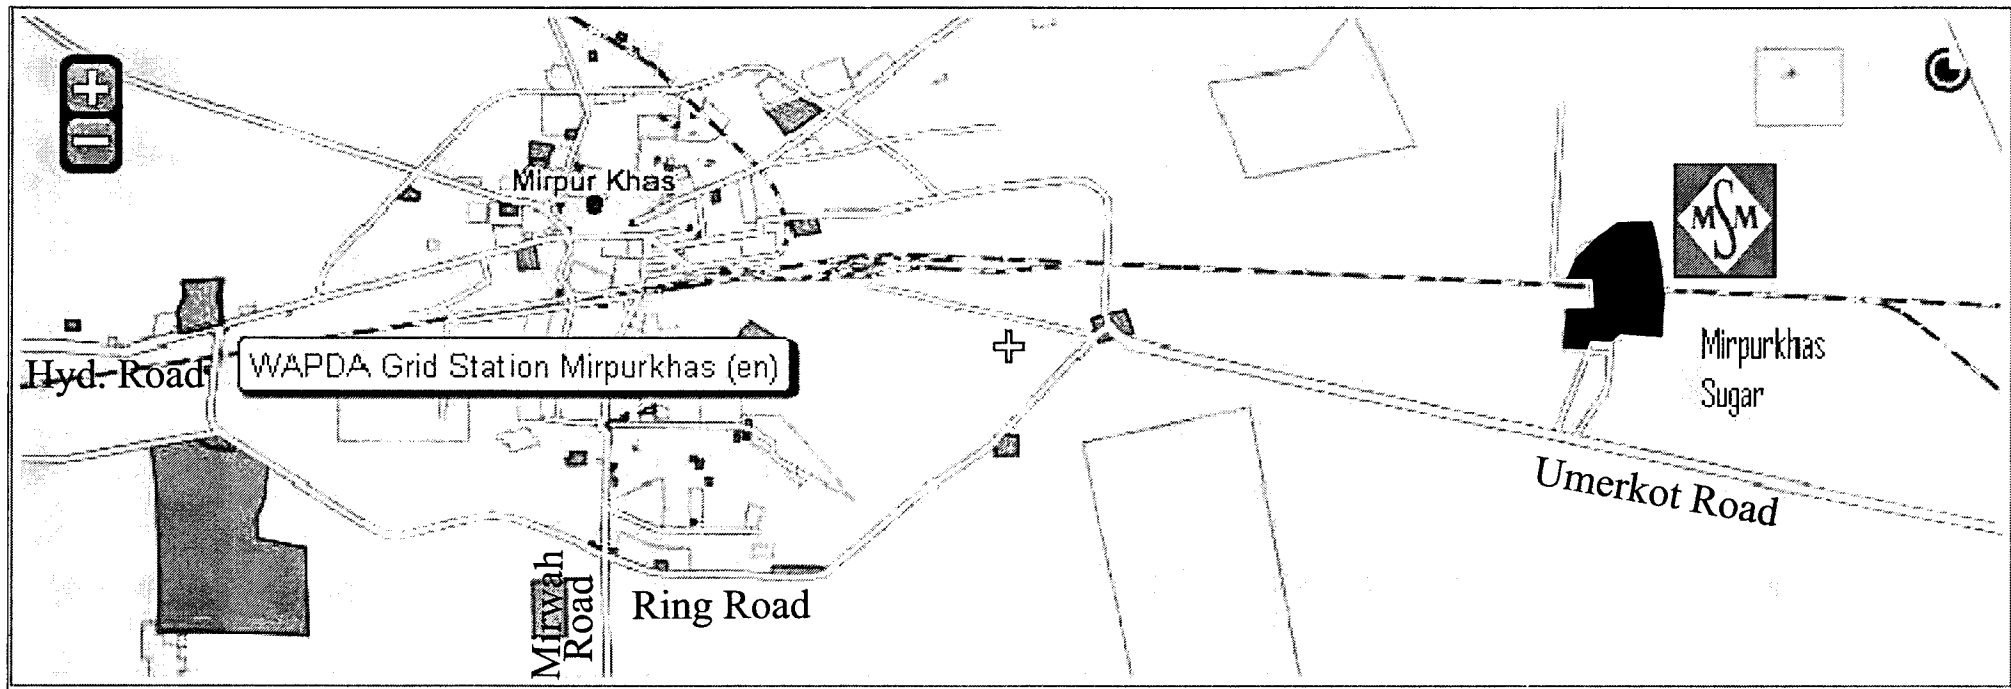 Mirpur Khas
MSM
Hyd. Road
WAPDA Grid Station Mirpurkhas (en)
Mirpurkhas
Sugar
Umerkot Road
Mirwah
Road
Ring Road